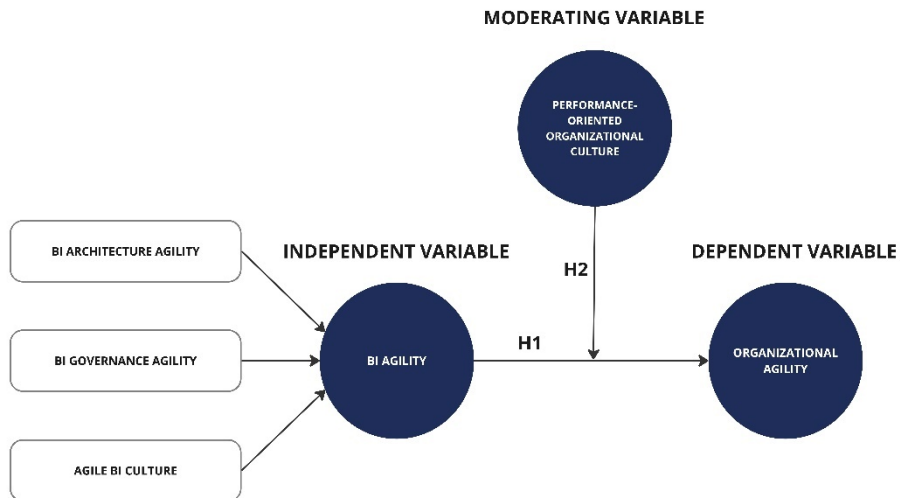 MODERATING VARIABLE
PERFORMANCE-
ORIENTED
ORGANIZATIONAL
CULTURE
BI ARCHITECTURE AGILITY
INDEPENDENT VARIABLE
DEPENDENT VARIABLE
H2
H1
BI GOVERNANCE AGILITY
BI AGILITY
ORGANIZATIONAL
AGILITY
AGILE BI CULTURE